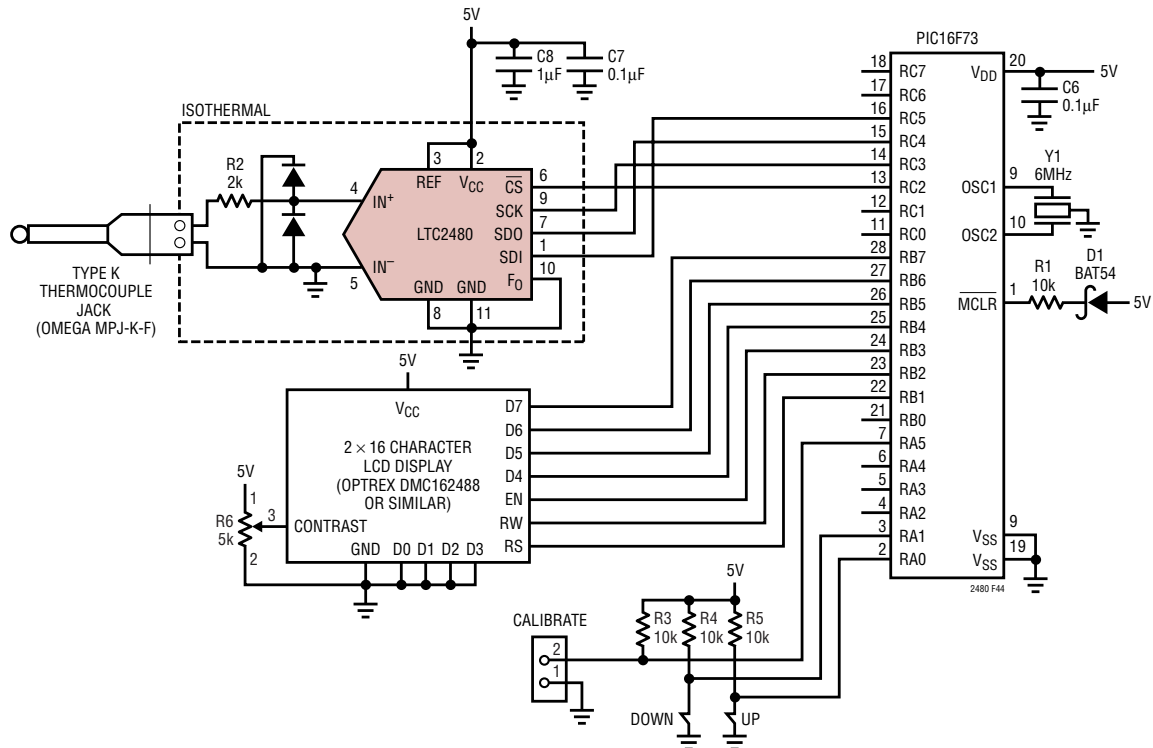 5V
C8
1µF
C7
0.1µF
ISOTHERMAL
R2
2k
3
2
REF
VCC
4
IN+
LTC2480
IN−
5
CS
6
SCK
9
SDO
7
SDI
1
FO
10
GND
GND
8
11
TYPE K
THERMOCOUPLE
JACK
(OMEGA MPJ-K-F)
PIC16F73
18
RC7
17
RC6
16
RC5
15
RC4
14
RC3
13
RC2
12
RC1
11
RC0
28
RB7
27
RB6
26
RB5
25
RB4
24
RB3
23
RB2
22
RB1
21
RB0
7
RA5
6
RA4
5
RA3
4
RA2
3
RA1
2
RA0
VDD
20
5V
C6
0.1µF
Y1
6MHz
OSC1
9
OSC2
10
R1
10k
D1
BAT54
MCLR
1
5V
VSS
9
VSS
19
2480 F44
5V
VCC
2 × 16 CHARACTER
LCD DISPLAY
(OPTREX DMC162488
OR SIMILAR)
D7
D6
D5
D4
EN
RW
RS
5V
1
R6
5k
3
2
CONTRAST
GND D0 D1 D2 D3
5V
R3
10k
R4
10k
R5
10k
CALIBRATE
2
1
DOWN
UP